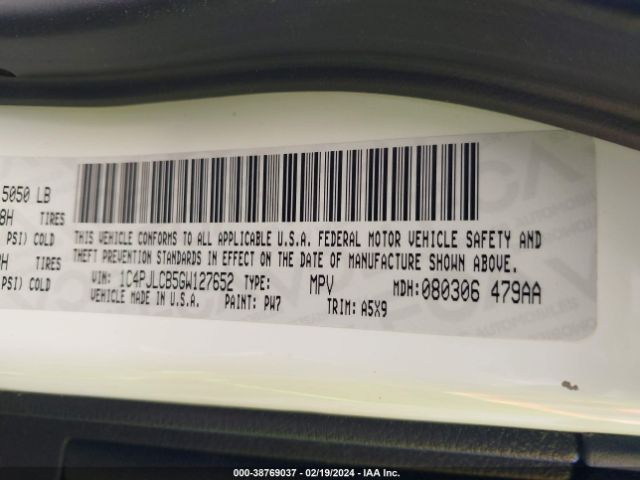 5050 LB
8H TIRES
PSI) COLD
H TIRES
PSI) COLD
THIS VEHICLE CONFORMS TO ALL APPLICABLE U.S.A. FEDERAL MOTOR VEHICLE SAFETY AND
THEFT PREVENTION STANDARDS IN EFFECT ON THE DATE OF MANUFACTURE SHOWN ABOVE.
VIN: 1C4PJLCB5GW127652 TYPE: MPV MDH: 080306 479AA
VEHICLE MADE IN U.S.A. PAINT: PW7 TRIM: A5X9
000-38769037 - 02/19/2024 - IAA Inc.